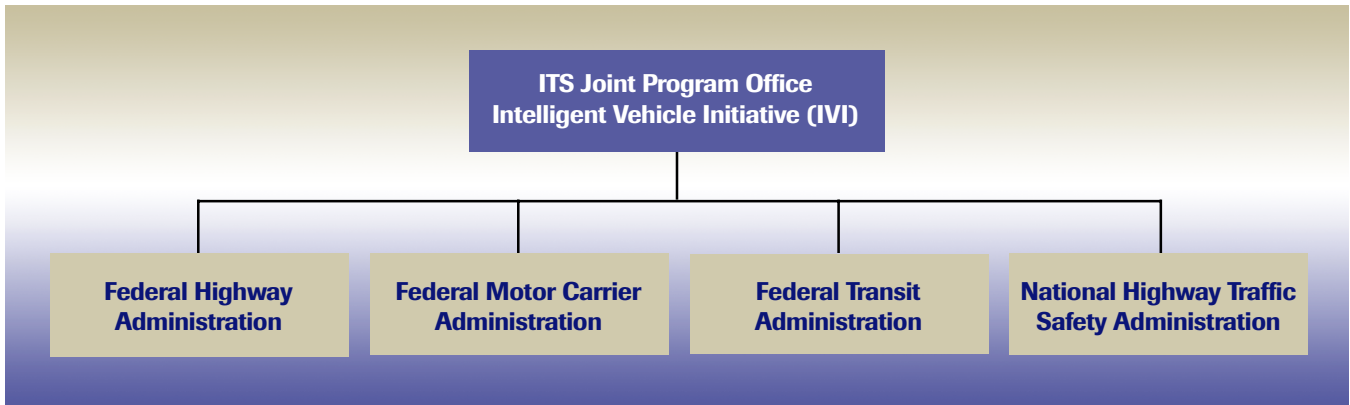 ITS Joint Program Office
Intelligent Vehicle Initiative (IVI)
Federal Highway
Administration
Federal Motor Carrier
Administration
Federal Transit
Administration
National Highway Traffic
Safety Administration